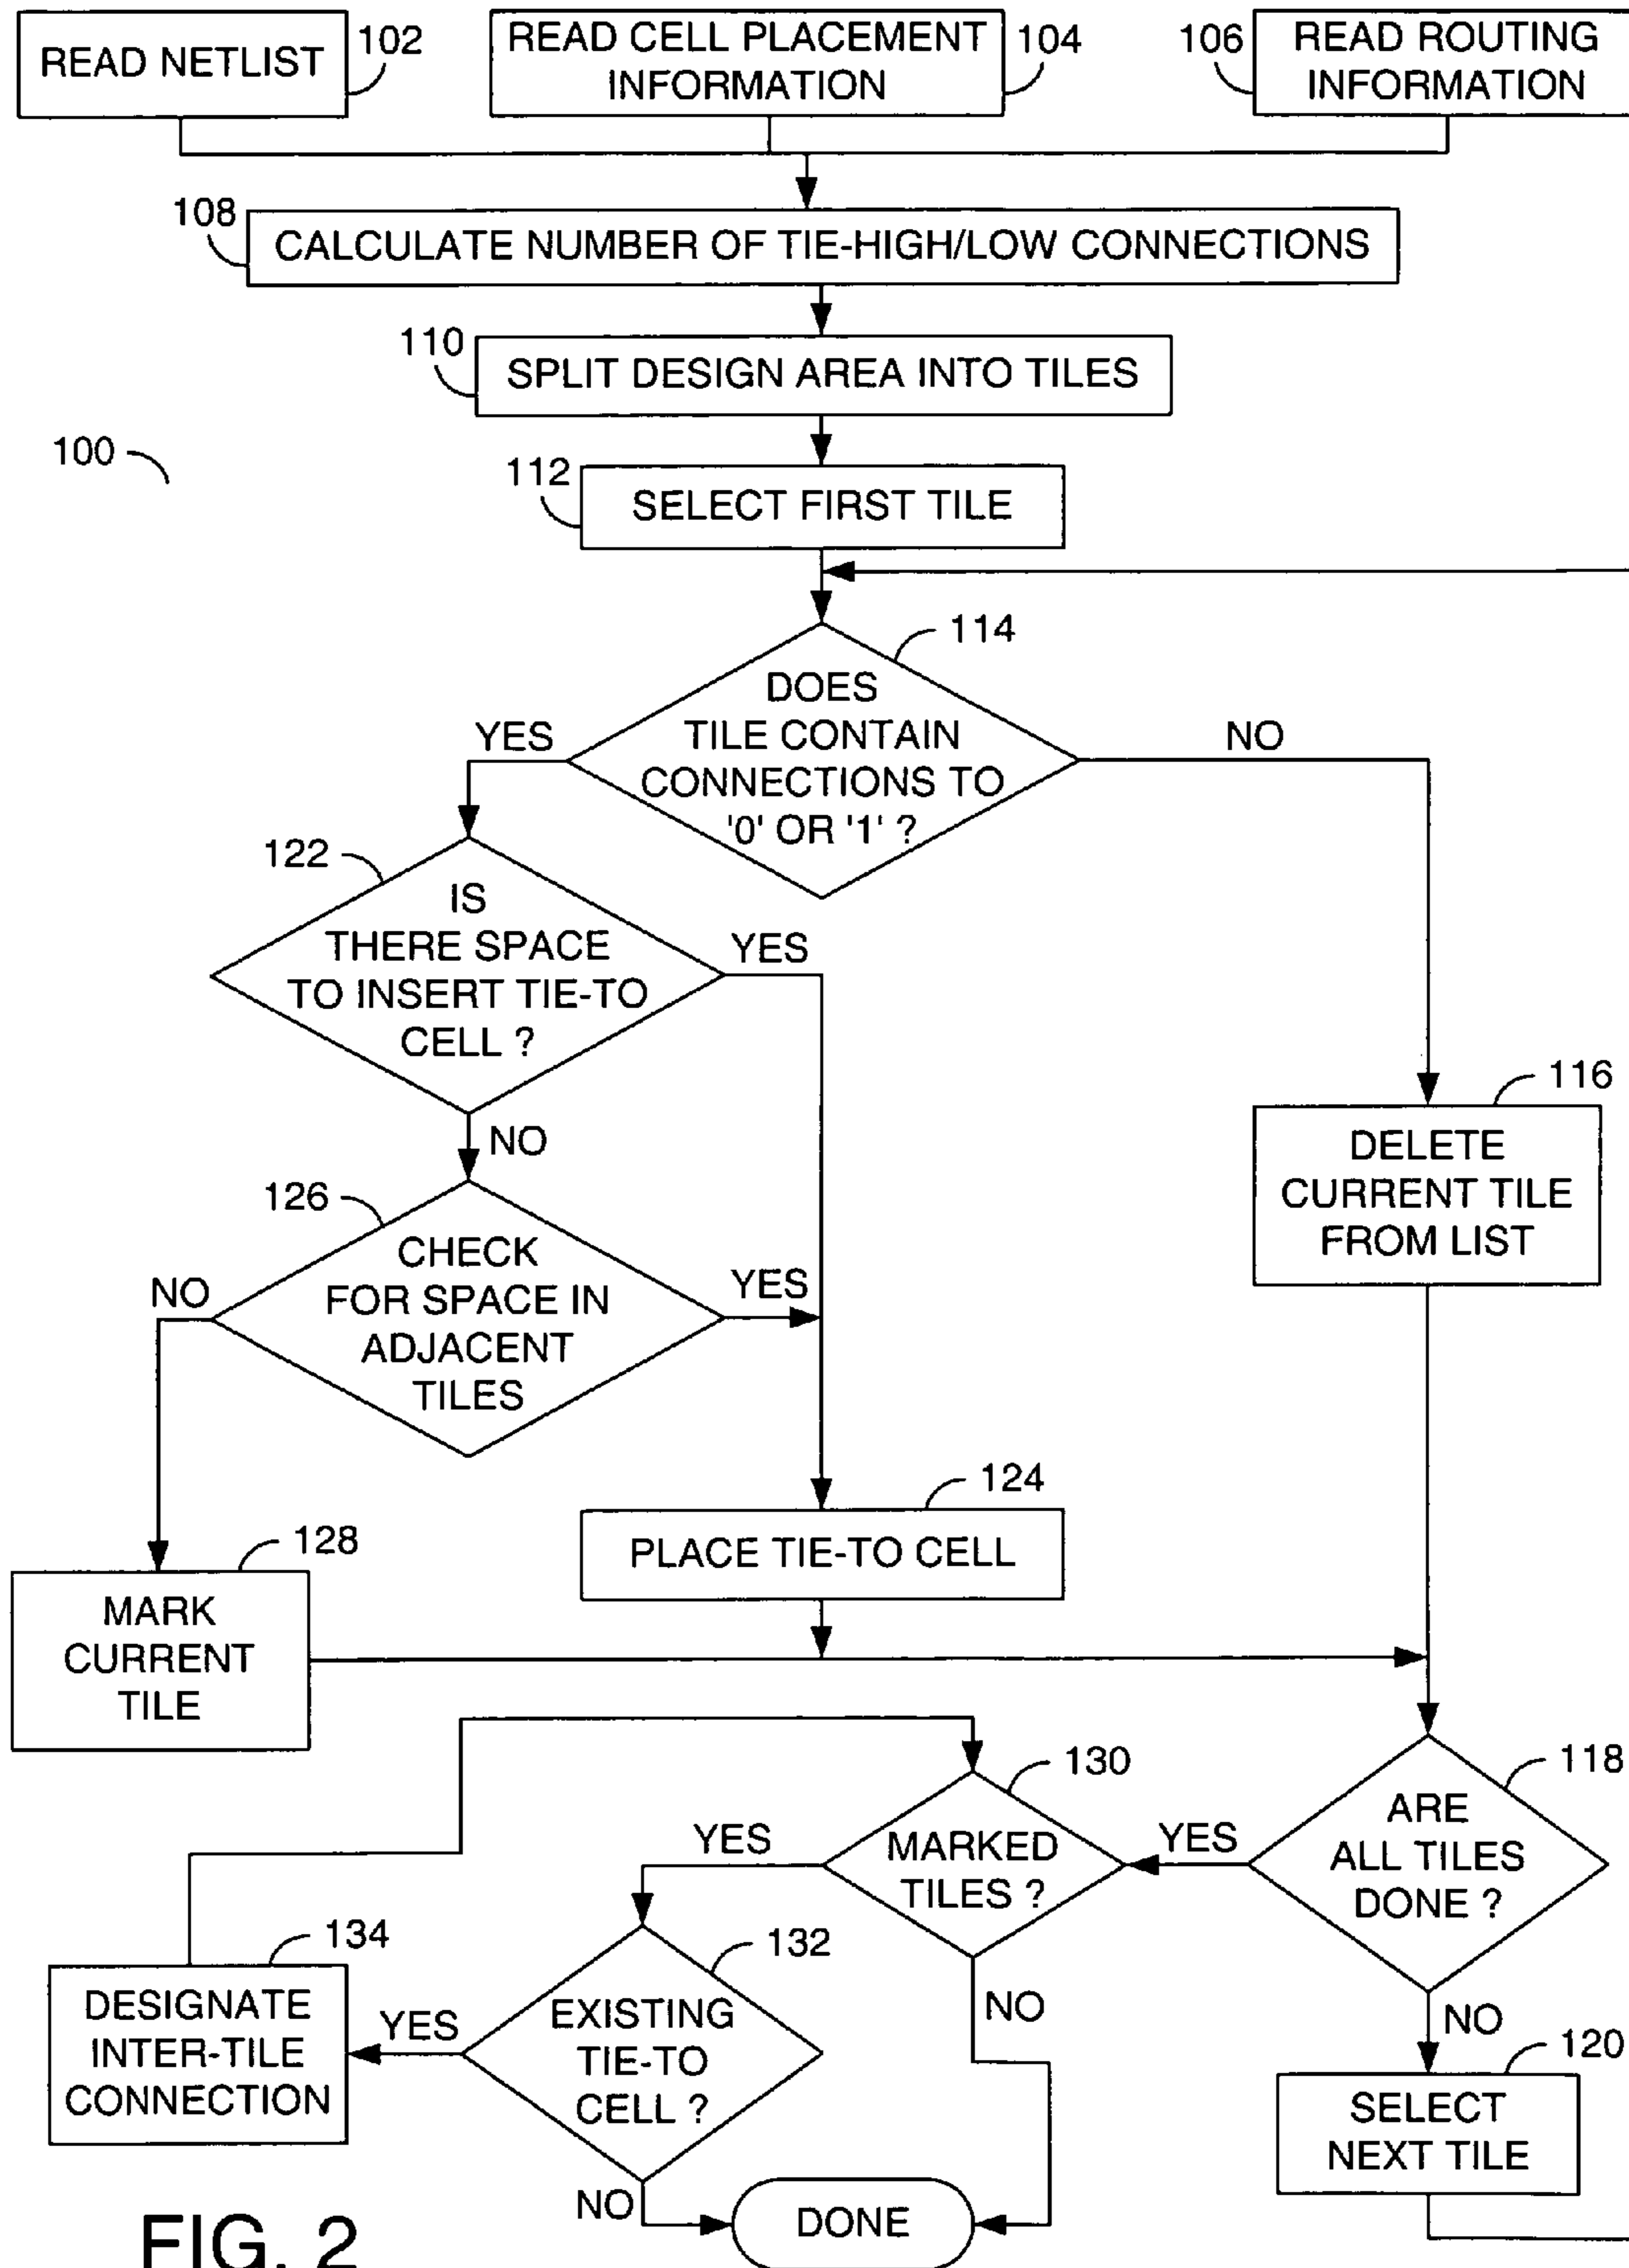 READ NETLIST
102
READ CELL PLACEMENT
INFORMATION
104
106
READ ROUTING
INFORMATION
108
CALCULATE NUMBER OF TIE-HIGH/LOW CONNECTIONS
110
SPLIT DESIGN AREA INTO TILES
100
112
SELECT FIRST TILE
114
DOES
TILE CONTAIN
CONNECTIONS TO
'0' OR '1' ?
YES
NO
122
IS
THERE SPACE
TO INSERT TIE-TO
CELL ?
YES
NO
116
DELETE
CURRENT TILE
FROM LIST
126
CHECK
FOR SPACE IN
ADJACENT
TILES
NO
YES
124
PLACE TIE-TO CELL
128
MARK
CURRENT
TILE
130
MARKED
TILES ?
YES
YES
118
ARE
ALL TILES
DONE ?
134
DESIGNATE
INTER-TILE
CONNECTION
YES
132
EXISTING
TIE-TO
CELL ?
NO
NO
120
SELECT
NEXT TILE
NO
DONE
FIG. 2